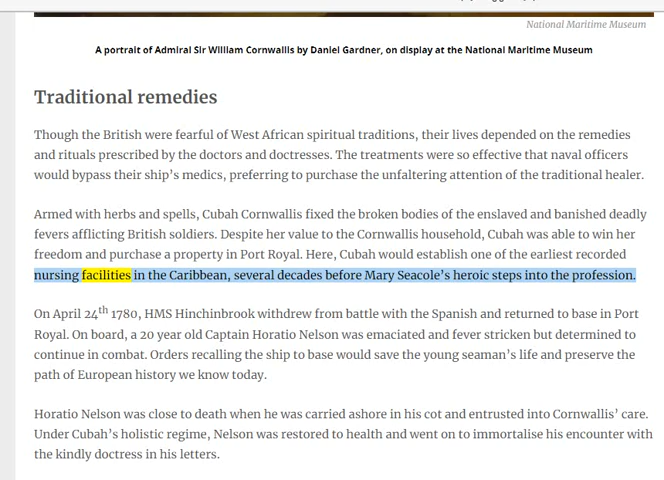 National Maritime Museum
A portrait of Admiral Sir William Cornwallis by Daniel Gardner, on display at the National Maritime Museum
Traditional remedies
Though the British were fearful of West African spiritual traditions, their lives depended on the remedies
and rituals prescribed by the doctors and doctresses. The treatments were so effective that naval officers
would bypass their ship's medics, preferring to purchase the unfaltering attention of the traditional healer.
Armed with herbs and spells, Cubah Cornwallis fixed the broken bodies of the enslaved and banished deadly
fevers afflicting British soldiers. Despite her value to the Cornwallis household, Cubah was able to win her
freedom and purchase a property in Port Royal. Here, Cubah would establish one of the earliest recorded
nursing facilities in the Caribbean, several decades before Mary Seacole's heroic steps into the profession.
On April 24th 1780, HMS Hinchinbrook withdrew from battle with the Spanish and returned to base in Port
Royal. On board, a 20 year old Captain Horatio Nelson was emaciated and fever stricken but determined to
continue in combat. Orders recalling the ship to base would save the young seaman's life and preserve the
path of European history we know today.
Horatio Nelson was close to death when he was carried ashore in his cot and entrusted into Cornwallis' care.
Under Cubah's holistic regime, Nelson was restored to health and went on to immortalise his encounter with
the kindly doctress in his letters.